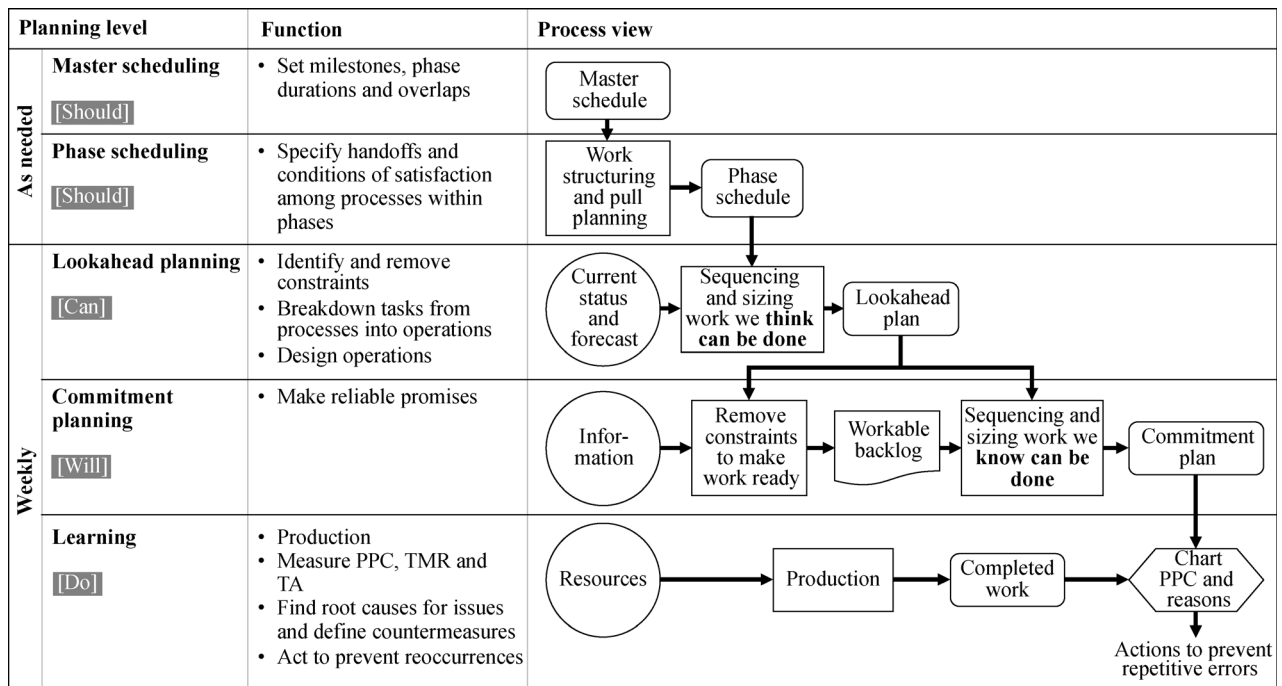 Planning level
Function
Process view
As needed
Master scheduling
[Should]
• Set milestones, phase
durations and overlaps
Master
schedule
Phase scheduling
[Should]
• Specify handoffs and
conditions of satisfaction
among processes within
phases
Work
structuring
and pull
planning
Phase
schedule
Weekly
Lookahead planning
[Can]
• Identify and remove
constraints
• Breakdown tasks from
processes into operations
• Design operations
Current
status and
forecast
Sequencing
and sizing
work we think
can be done
Lookahead
plan
Commitment
planning
[Will]
• Make reliable promises
Infor-
mation
Remove
constraints
to make
work ready
Workable
backlog
Sequencing and
sizing work we
know can be
done
Commitment
plan
Learning
[Do]
• Production
• Measure PPC, TMR and
TA
• Find root causes for issues
and define countermeasures
• Act to prevent reoccurrences
Resources
Production
Completed
work
Chart
PPC and
reasons
Actions to prevent
repetitive errors